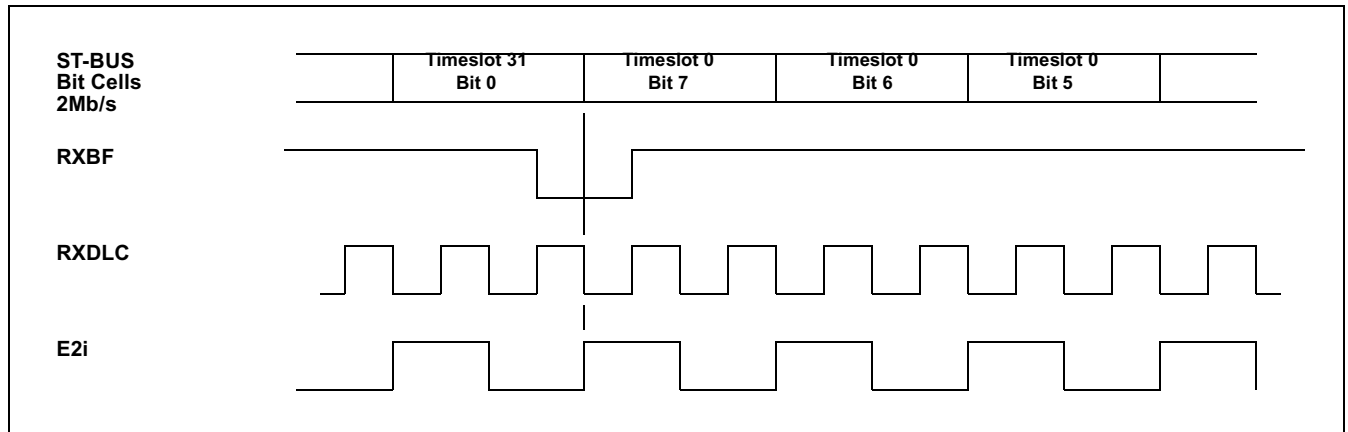 ST-BUS
Bit Cells
2Mb/s
Timeslot 31
Bit 0
Timeslot 0
Bit 7
Timeslot 0
Bit 6
Timeslot 0
Bit 5
RXBF
RXDLC
E2i